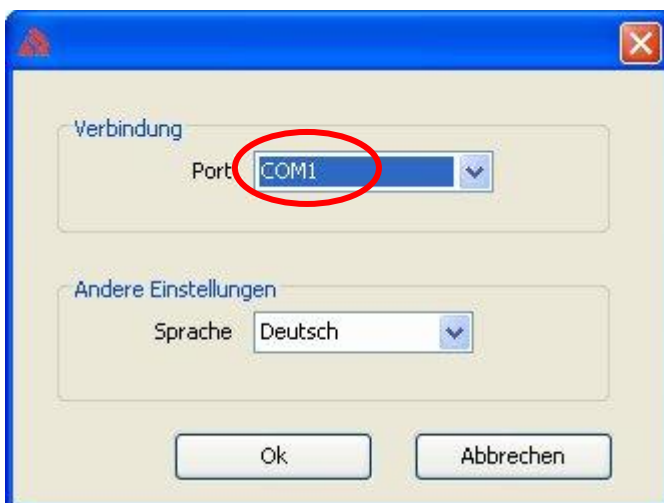 Verbindung
Port COM1
Andere Einstellungen
Sprache Deutsch
Ok Abbrechen